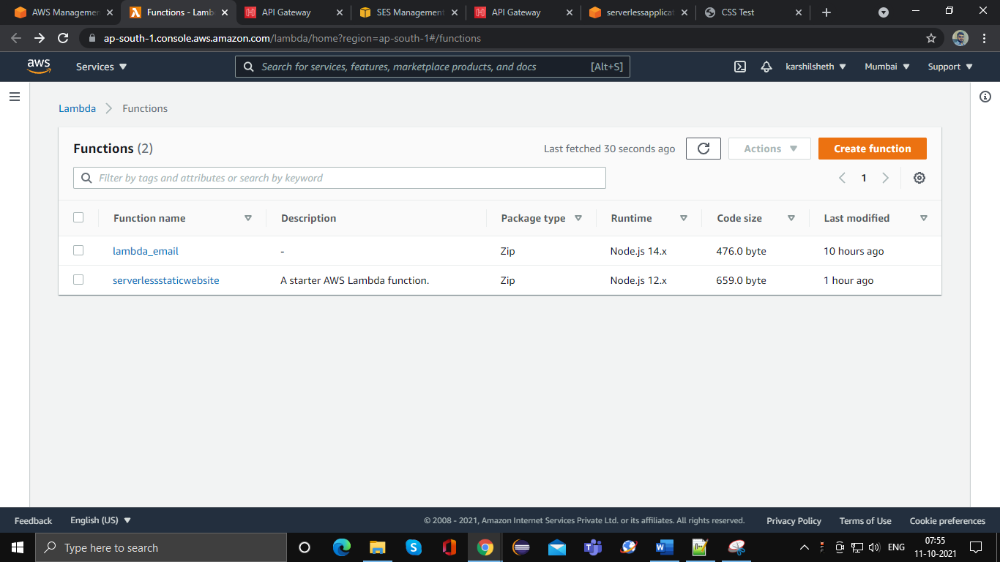 AWS Managemen
Functions - Lamb
API Gateway
SES Management
API Gateway
serverlessapplicat
CSS Test
ap-south-1.console.aws.amazon.com/lambda/home?region=ap-south-1#/functions
aws
Services
Search for services, features, marketplace products, and docs
[Alt+S]
karshilsheth
Mumbai
Support
Lambda
Functions
Functions (2)
Last fetched 30 seconds ago
Actions
Create function
Filter by tags and attributes or search by keyword
1
Function name
Description
Package type
Runtime
Code size
Last modified
lambda_email
-
Zip
Node.js 14.x
476.0 byte
10 hours ago
serverlessstaticwebsite
A starter AWS Lambda function.
Zip
Node.js 12.x
659.0 byte
1 hour ago
Feedback
English (US)
© 2008 - 2021, Amazon Internet Services Private Ltd. or its affiliates. All rights reserved.
Privacy Policy
Terms of Use
Cookie preferences
Type here to search
ENG
07:55
11-10-2021